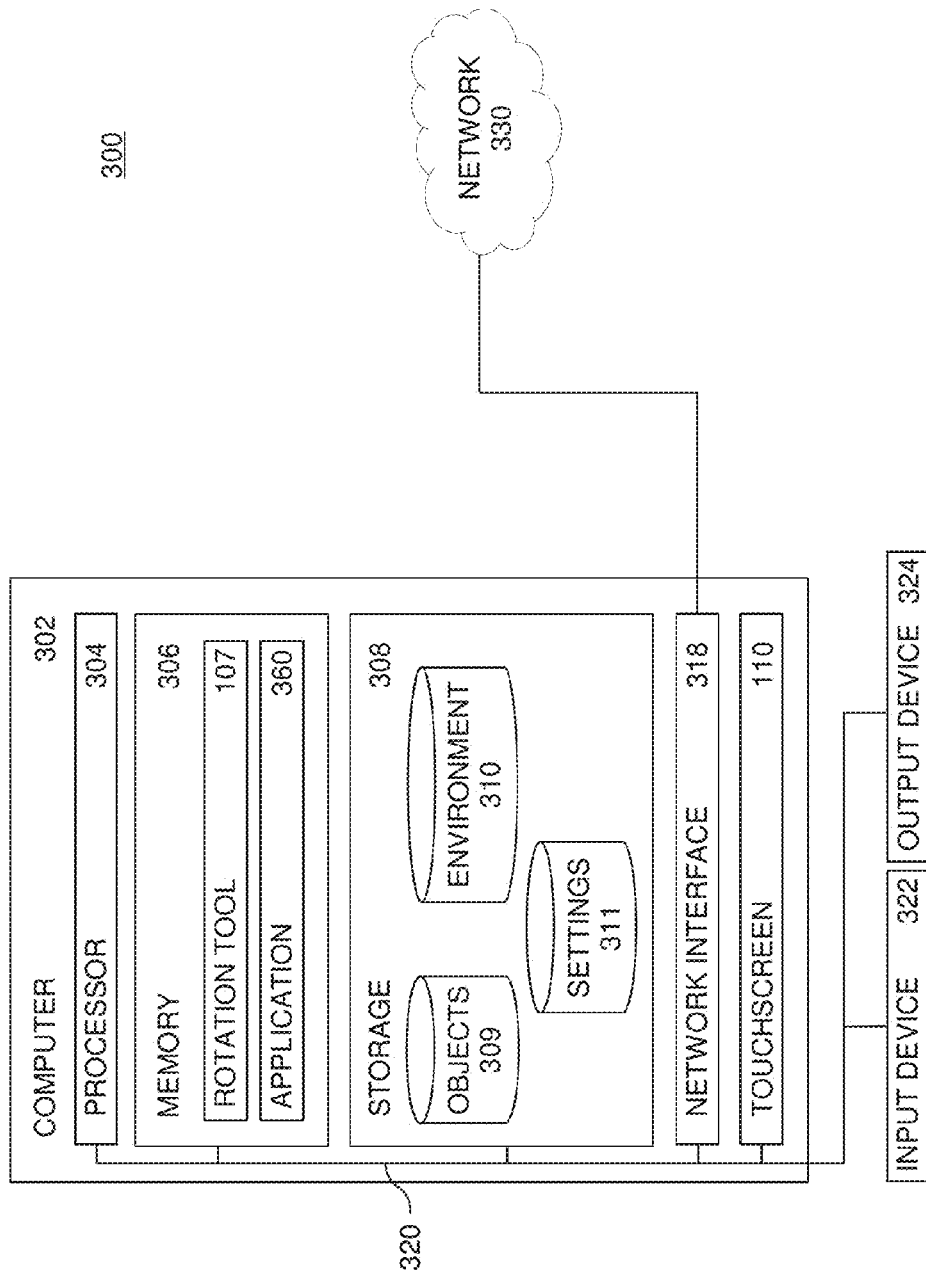 300
COMPUTER 302
PROCESSOR 304
MEMORY 306
ROTATION TOOL 107
APPLICATION 360
STORAGE 308
OBJECTS
309
ENVIRONMENT
310
SETTINGS
311
NETWORK INTERFACE 318
TOUCHSCREEN 110
320
INPUT DEVICE 322
OUTPUT DEVICE 324
NETWORK
330